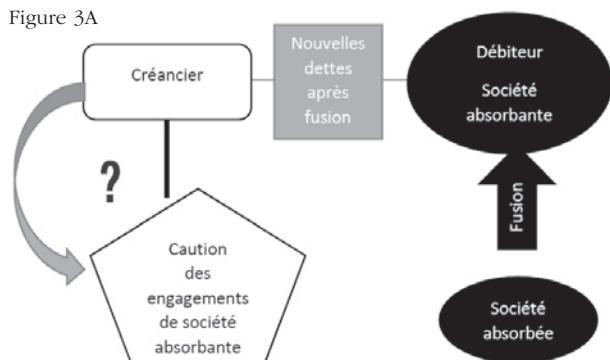 Figure 3A
Créancier
Nouvelles
dettes
après
fusion
Débiteur
Société
absorbante
?
Fusion
Caution
des
engagements
de société
absorbante
Société
absorbée